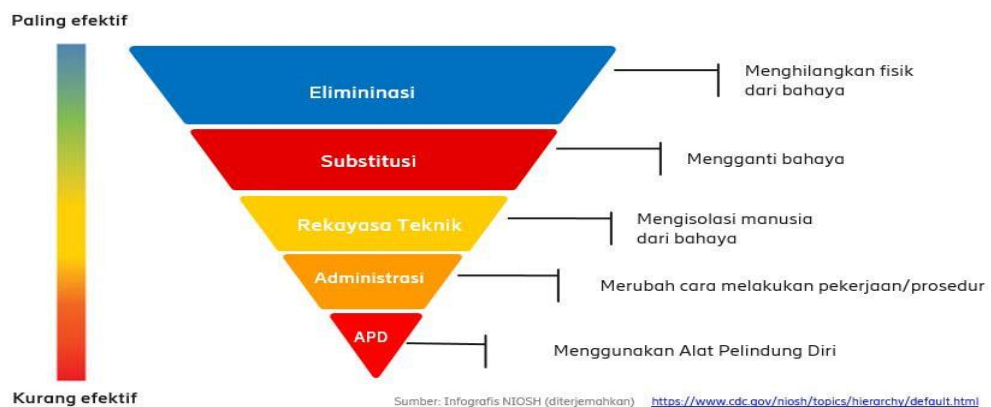 Paling efektif
Elimininasi
Menghilangkan fisik
dari bahaya
Substitusi
Mengganti bahaya
Rekayasa Teknik
Mengisolasi manusia
dari bahaya
Administrasi
Merubah cara melakukan pekerjaan/prosedur
APD
Menggunakan Alat Pelindung Diri
Kurang efektif
Sumber: Infografis NIOSH (diterjemahkan) https://www.cdc.gov/niosh/topics/hierarchy/default.html